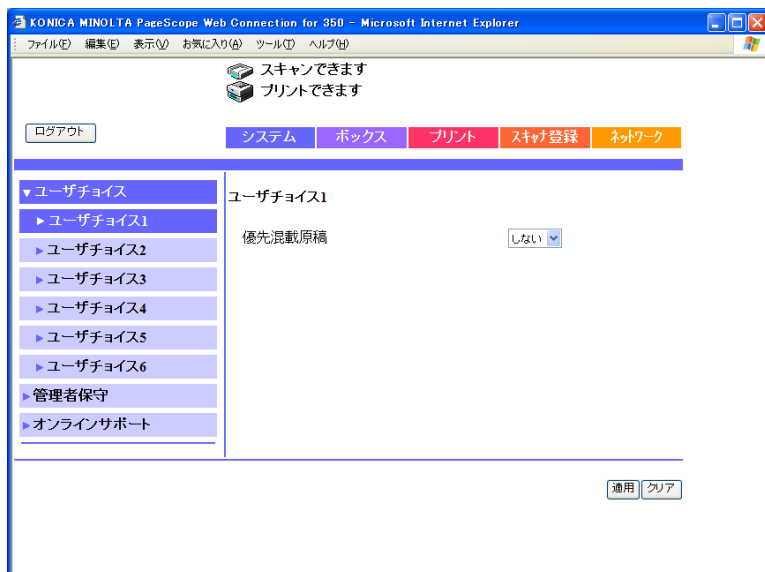 KONICA MINOLTA PageScope Web Connection for 350 - Microsoft Internet Explorer
ファイル(F) 編集(E) 表示(V) お気に入り(A) ツール(T) ヘルプ(H)
スキャンできます
プリントできます
ログアウト
システム ボックス プリント スキャナ登録 ネットワーク
ユーザチョイス
ユーザチョイス1
ユーザチョイス2
ユーザチョイス3
ユーザチョイス4
ユーザチョイス5
ユーザチョイス6
管理者保守
オンラインサポート
ユーザチョイス1
優先混載原稿 しない
適用 クリア